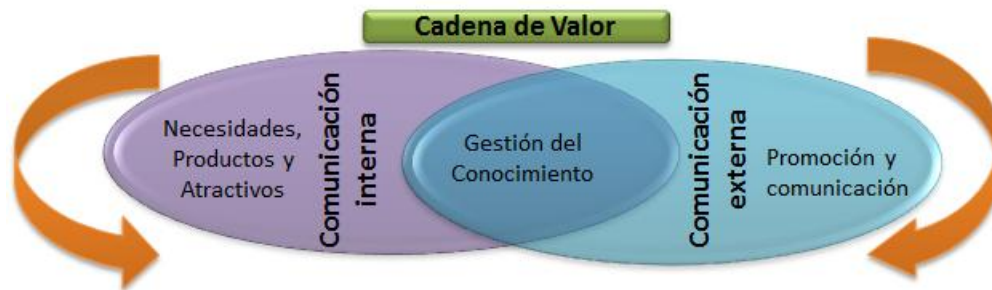 Cadena de Valor
Necesidades,
Productos y
Atractivos
Comunicación
interna
Gestión del
Conocimiento
Comunicación
externa
Promoción y
comunicación